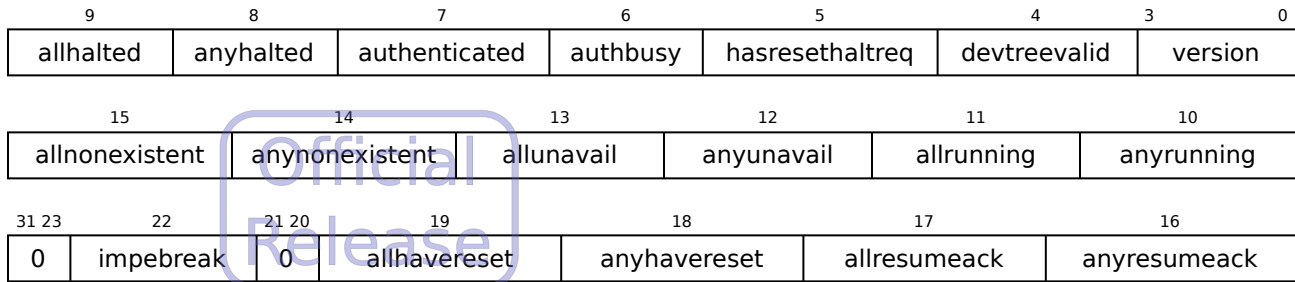 9 8 7 6 5 4 3 0
allhalted anyhalted authenticated authbusy hasresethaltreq devtreevalid version
15 14 13 12 11 10
allnonexistent anynonexistent allunavail anyunavail allrunning anyrunning
Official
31 23 22 21 20 19 18 17 16
0 impebreak 0 allhavereset anyhavereset allresumeack anyresumeack
Release